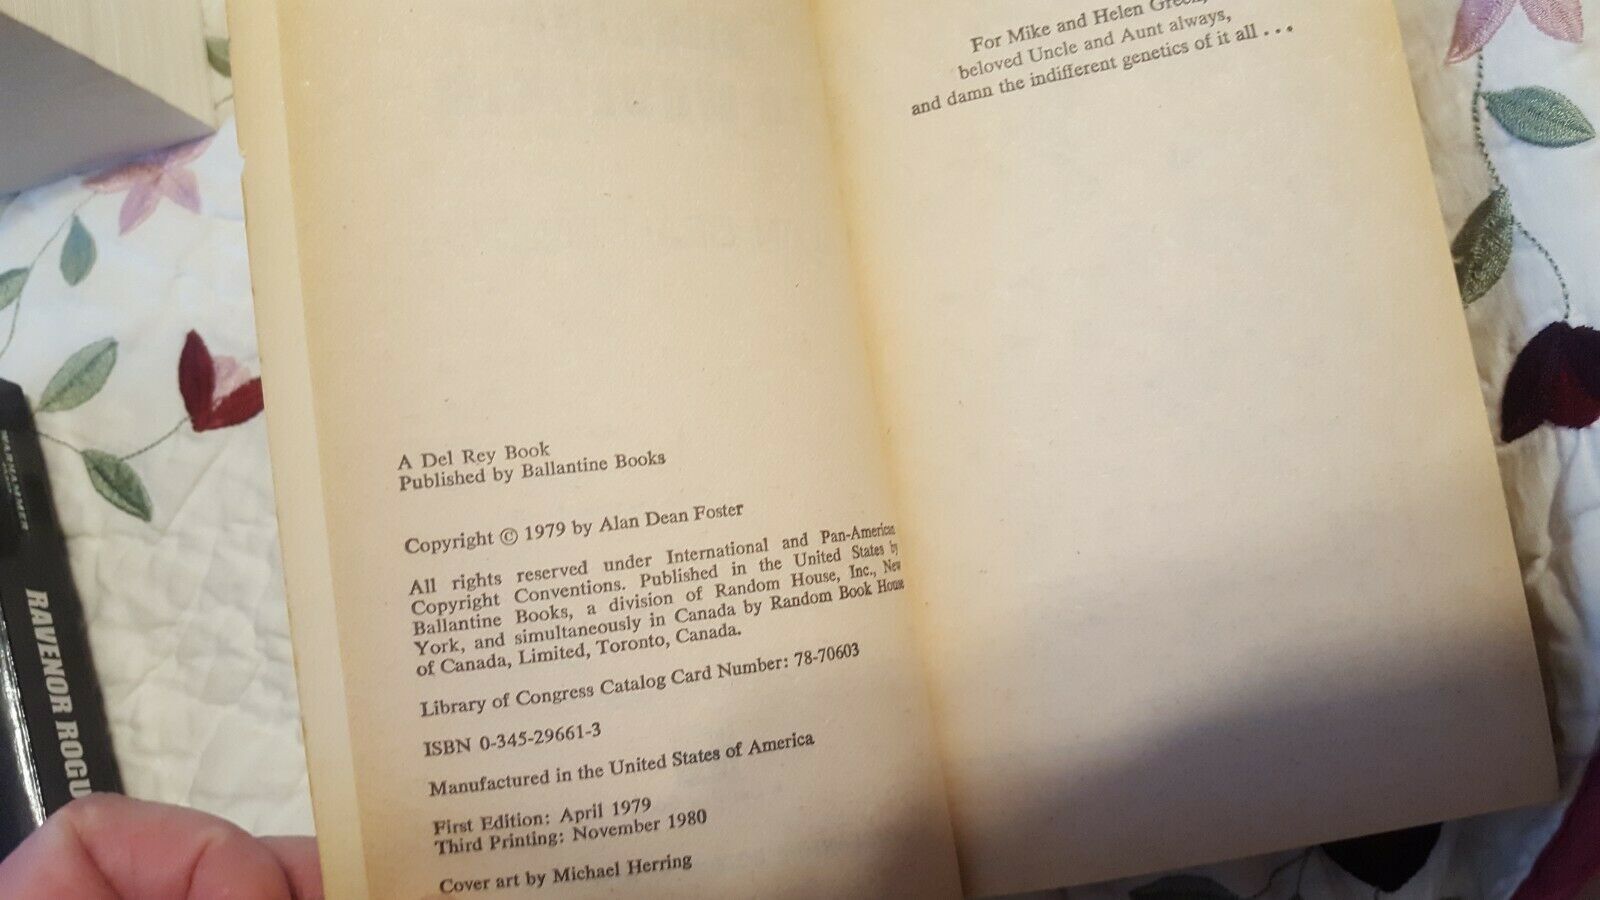 For Mike and Helen Green,
beloved Uncle and Aunt always,
and damn the indifferent genetics of it all . . .
A Del Rey Book
Published by Ballantine Books
Copyright © 1979 by Alan Dean Foster
All rights reserved under International and Pan-American
Copyright Conventions. Published in the United States by
Ballantine Books, a division of Random House, Inc., New
York, and simultaneously in Canada by Random Book House
of Canada, Limited, Toronto, Canada.
Library of Congress Catalog Card Number: 78-70603
ISBN 0-345-29661-3
Manufactured in the United States of America
First Edition: April 1979
Third Printing: November 1980
Cover art by Michael Herring
WARHAMMER
RAVENOR ROGU